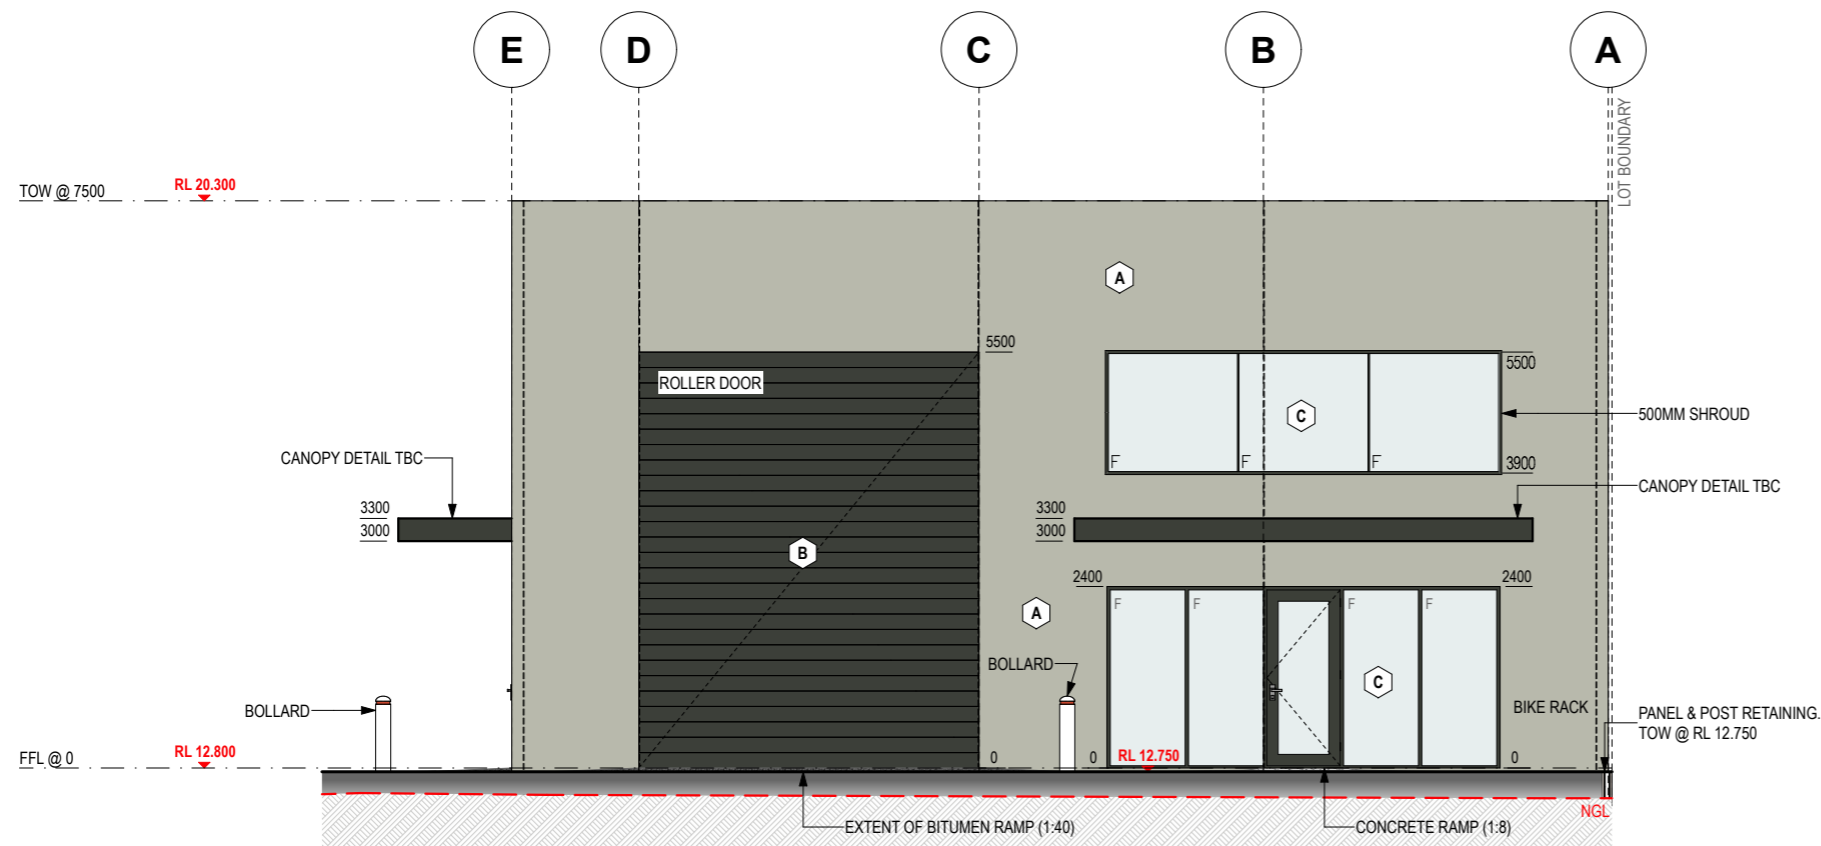 E D C B A
LOT BOUNDARY
TOW @ 7500
RL 20.300
A
5500
ROLLER DOOR
5500
C
500MM SHROUD
CANOPY DETAIL TBC
F F F
3900
CANOPY DETAIL TBC
3300
3000
3300
3000
B
2400
2400
F F F F
A
BOLLARD
C
BOLLARD
BIKE RACK
PANEL & POST RETAINING.
TOW @ RL 12.750
FFL @ 0
RL 12.800
0
0
RL 12.750
0
NGL
EXTENT OF BITUMEN RAMP (1:40)
CONCRETE RAMP (1:8)